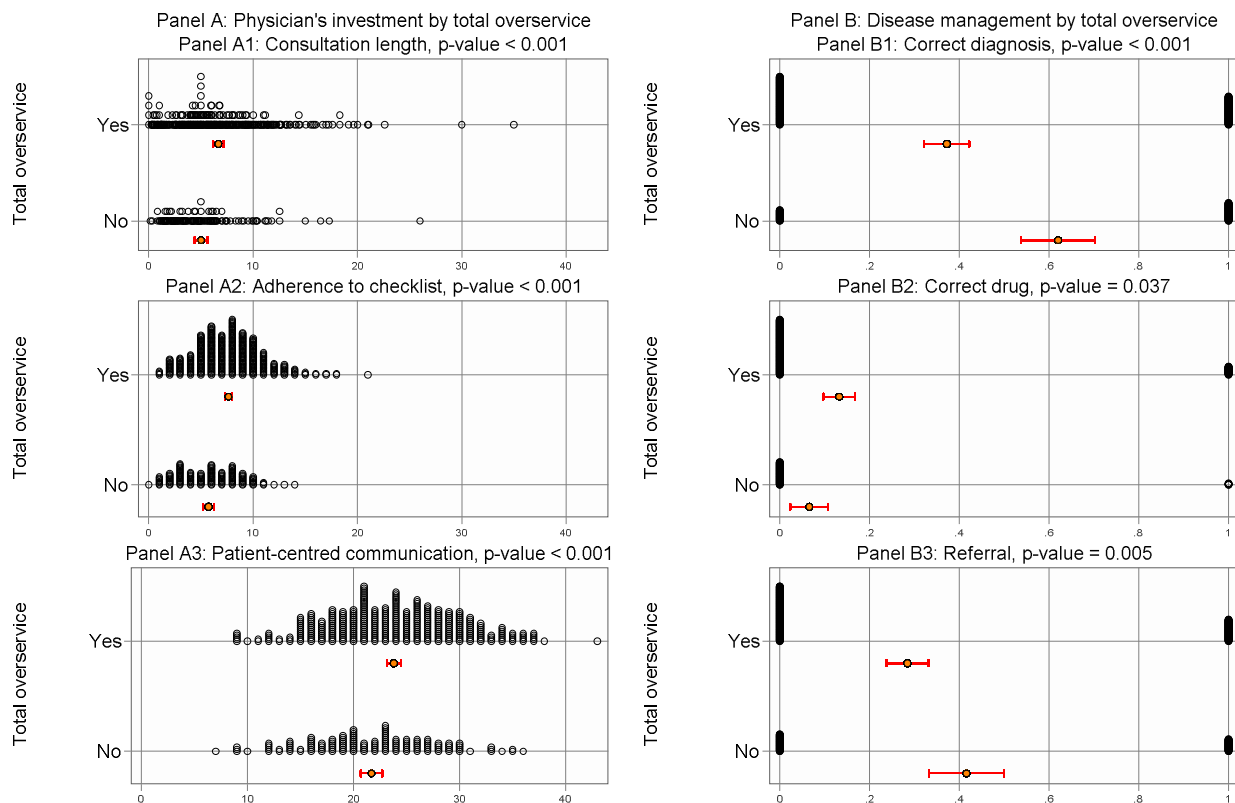 Panel A: Physician's investment by total overservice
Panel A1: Consultation length, p-value < 0.001
Total overservice
Yes
No
0 10 20 30 40
Panel A2: Adherence to checklist, p-value < 0.001
Total overservice
Yes
No
0 10 20 30 40
Panel A3: Patient-centred communication, p-value < 0.001
Total overservice
Yes
No
0 10 20 30 40
Panel B: Disease management by total overservice
Panel B1: Correct diagnosis, p-value < 0.001
Total overservice
Yes
No
0 .2 .4 .6 .8 1
Panel B2: Correct drug, p-value = 0.037
Total overservice
Yes
No
0 .2 .4 .6 .8 1
Panel B3: Referral, p-value = 0.005
Total overservice
Yes
No
0 .2 .4 .6 .8 1